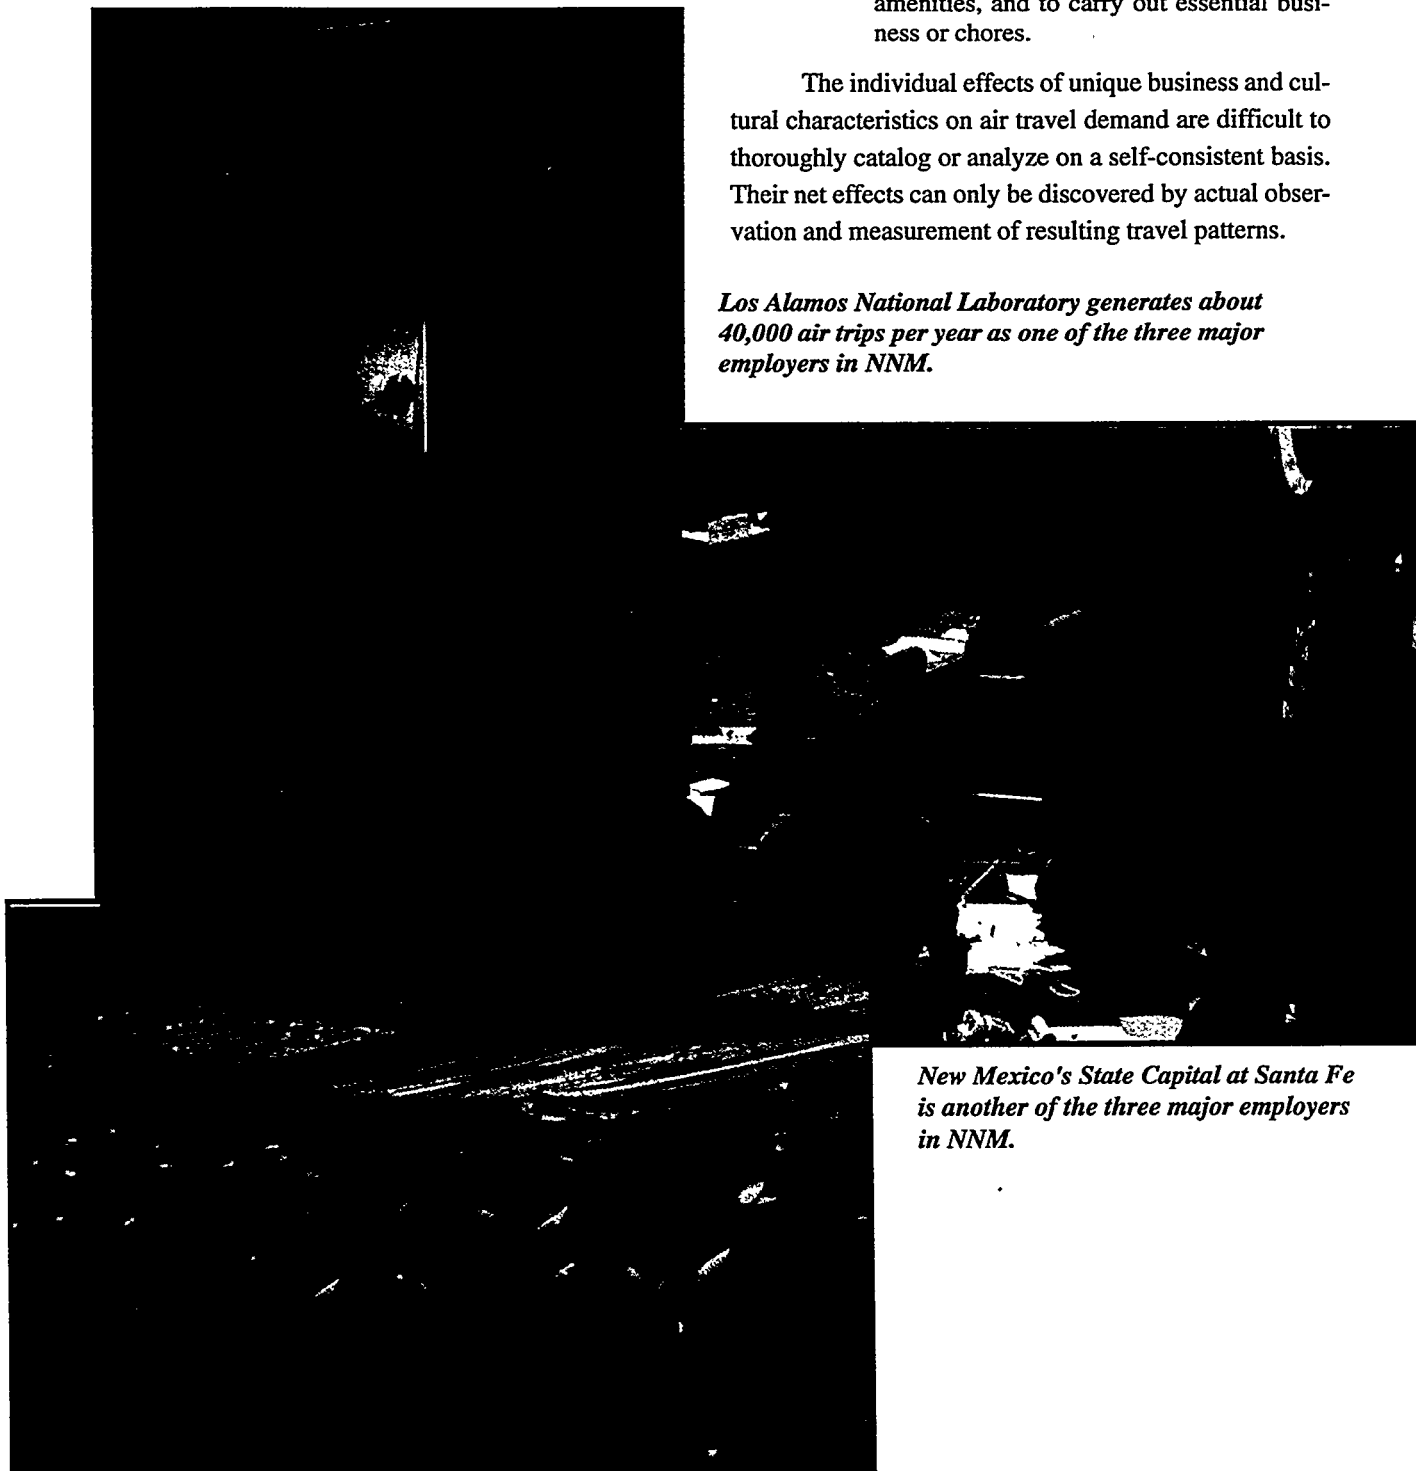 amenities, and to carry out essential busi-
ness or chores.
The individual effects of unique business and cul-
tural characteristics on air travel demand are difficult to
thoroughly catalog or analyze on a self-consistent basis.
Their net effects can only be discovered by actual obser-
vation and measurement of resulting travel patterns.
Los Alamos National Laboratory generates about
40,000 air trips per year as one of the three major
employers in NNM.
New Mexico's State Capital at Santa Fe
is another of the three major employers
in NNM.